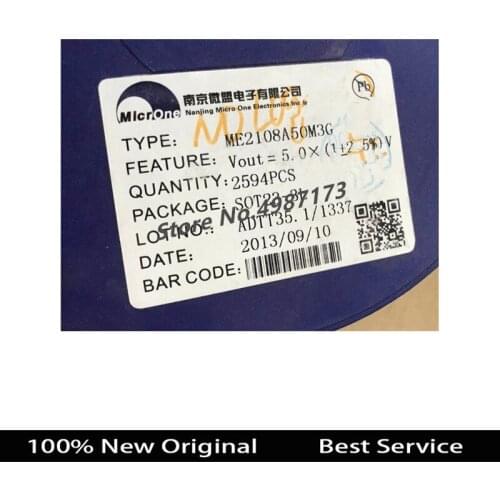 MicrOne
南京微盟电子有限公司
Nanjing Micro One Electronics Inc
Pb
TYPE: ME2108A50M3G
FEATURE: Vout=5.0×(1±2.5%)V
QUANTITY: 2594PCS
PACKAGE: SOT23-3L
Store No.4987173
LOT NO.: ADTT35.1/1337
DATE: 2013/09/10
BAR CODE:
100% New Original Best Service